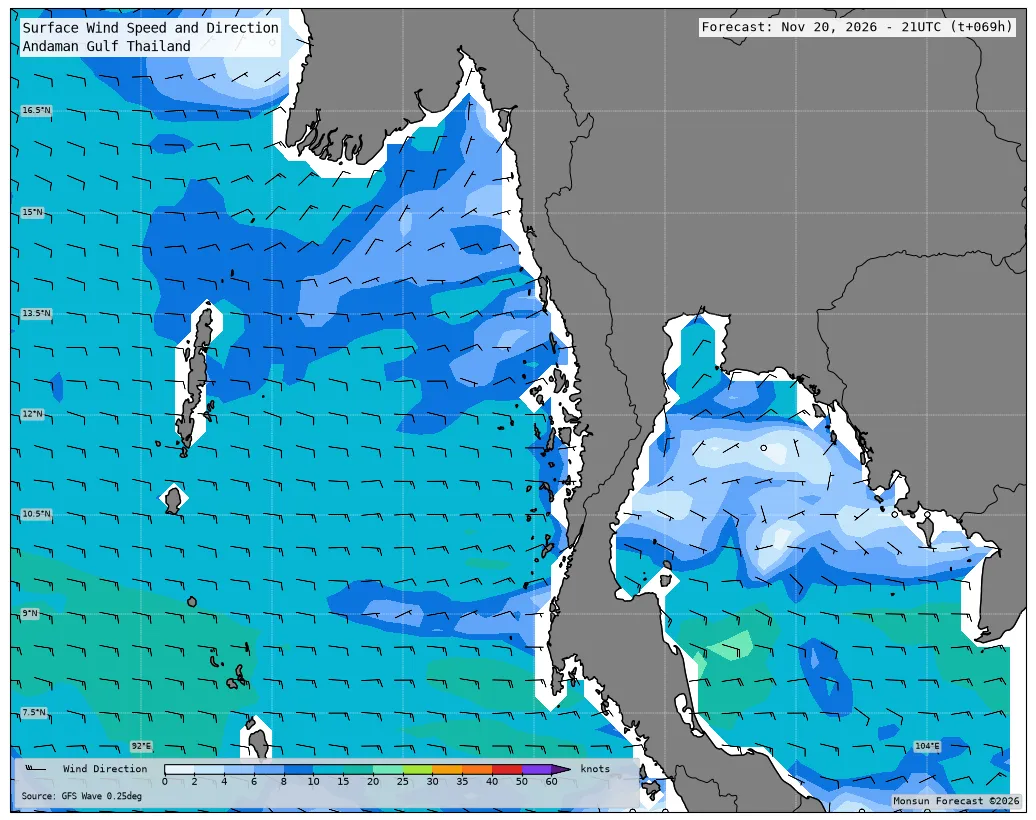 Surface Wind Speed and Direction
Andaman Gulf Thailand
Forecast: Nov 20, 2026 - 21UTC (t+069h)
16.5°N
15°N
13.5°N
12°N
10.5°N
9°N
7.5°N
92°E
104°E
Wind Direction
0 2 4 6 8 10 15 20 25 30 35 40 50 60
knots
Source: GFS Wave 0.25deg
Monsun Forecast ©2026